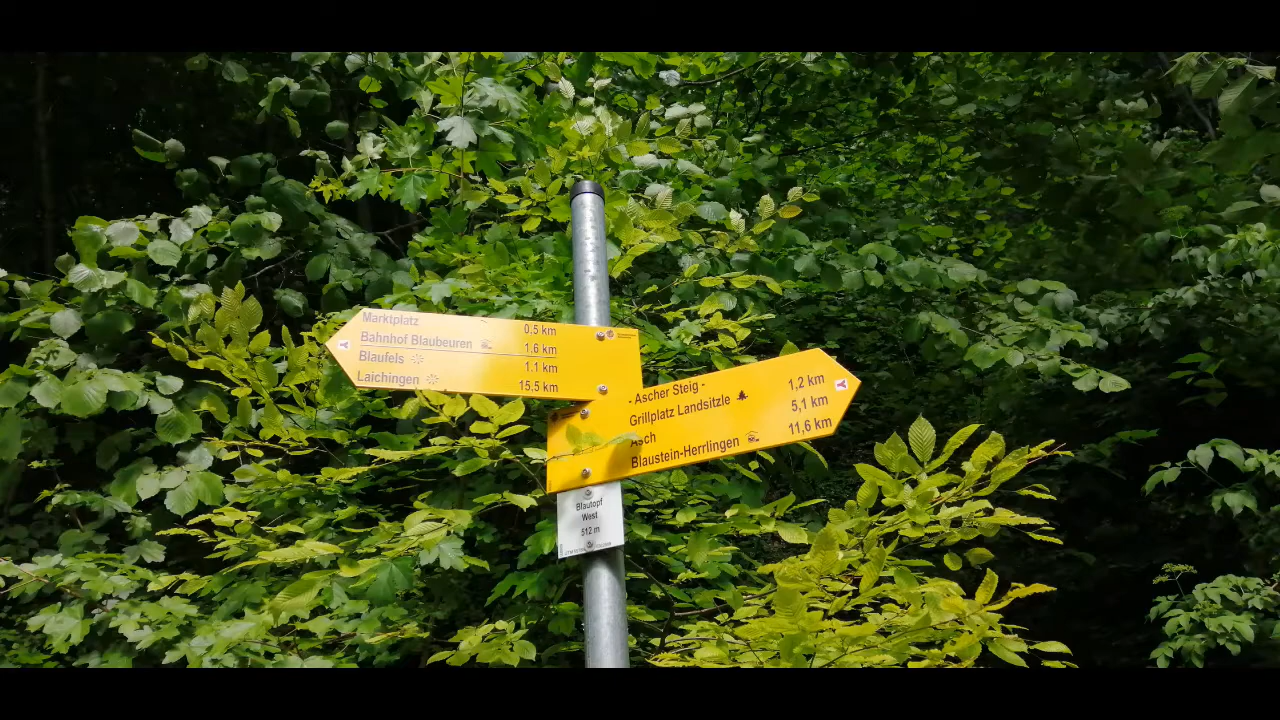 Marktplatz 0.5 km
Bahnhof Blaubeuren 1.6 km
Blaufels 1.1 km
Laichingen 15,5 km
- Ascher Steig -
Grillplatz Landsitzle 1,2 km
Asch 5,1 km
Blaustein-Herrlingen 11,6 km
Blautopf
West
512 m